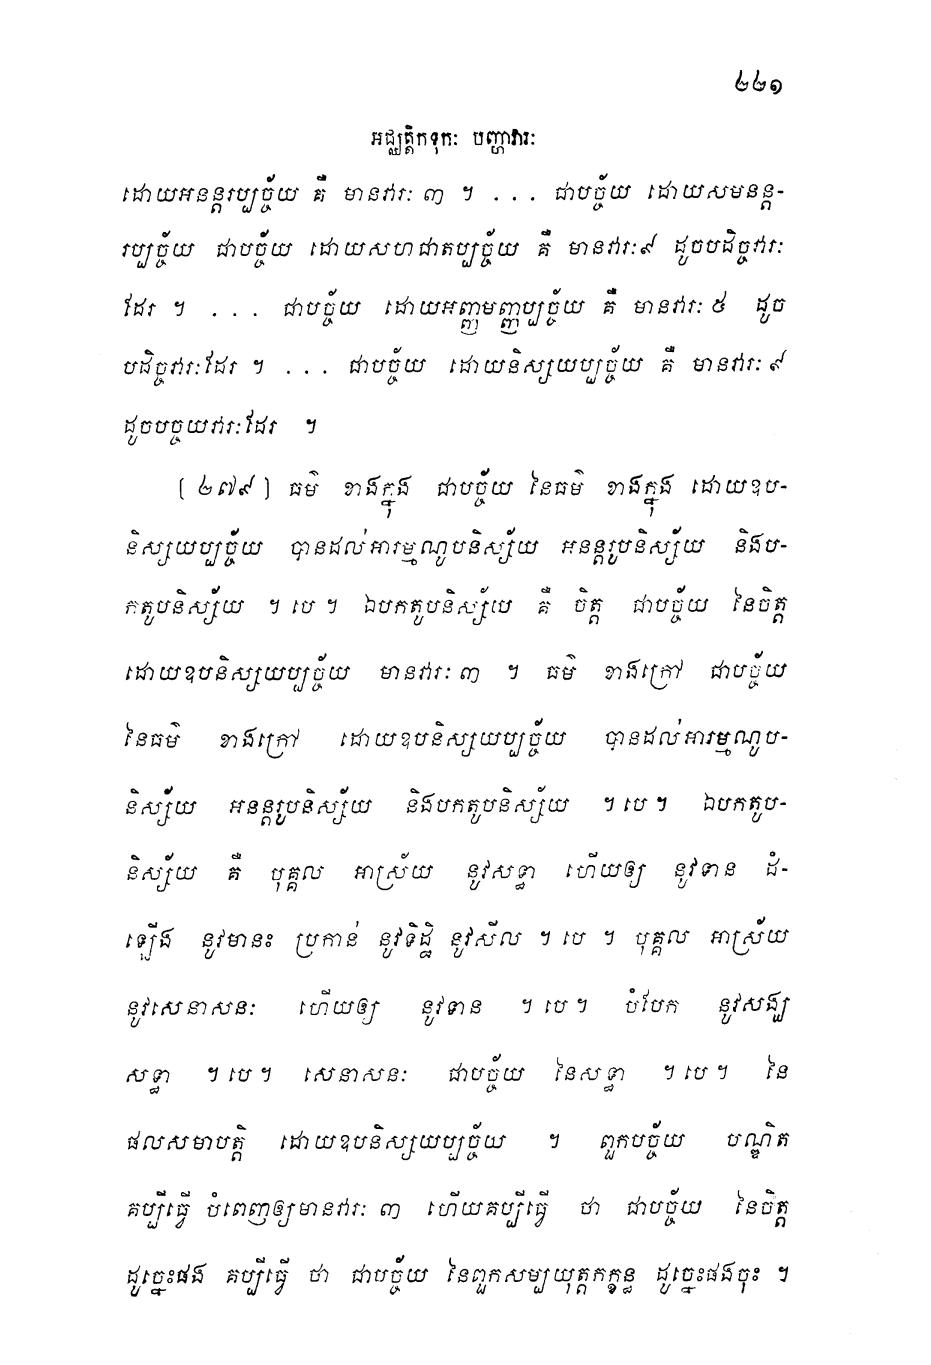 ២២១
អជ្ឈត្តិកទុកៈ បញ្ហាវារៈ
ដោយអនន្តរប្បច្ច័យ គឺ មានវារៈ ៣ ។ . . . ជាបច្ច័យ ដោយសមនន្ត-
រប្បច្ច័យ ជាបច្ច័យ ដោយសហជាតប្បច្ច័យ គឺ មានវារៈ ៩ ដូចបដិច្ចវារៈ
ដែរ ។ . . . ជាបច្ច័យ ដោយអញ្ញមញ្ញប្បច្ច័យ គឺ មានវារៈ ៥ ដូច
បដិច្ចវារៈដែរ ។ . . . ជាបច្ច័យ ដោយនិស្សយប្បច្ច័យ គឺ មានវារៈ ៩
ដូចបច្ចយវារៈដែរ ។
(២៧៩) ធម៌ ខាងក្នុង ជាបច្ច័យ នៃធម៌ ខាងក្នុង ដោយឧប-
និស្សយប្បច្ច័យ បានដល់អារម្មណូបនិស្ស័យ អនន្តរូបនិស្ស័យ និងប-
កតូបនិស្ស័យ ។ បេ ។ ឯបកតូបនិស្ស័យ គឺ ចិត្ត ជាបច្ច័យ នៃចិត្ត
ដោយឧបនិស្សយប្បច្ច័យ មានវារៈ ៣ ។ ធម៌ ខាងក្រៅ ជាបច្ច័យ
នៃធម៌ ខាងក្រៅ ដោយឧបនិស្សយប្បច្ច័យ បានដល់អារម្មណូប-
និស្ស័យ អនន្តរូបនិស្ស័យ និងបកតូបនិស្ស័យ ។ បេ ។ ឯបកតូប-
និស្ស័យ គឺ បុគ្គល អាស្រ័យ នូវសទ្ធា ហើយឲ្យ នូវទាន ដំ-
ឡើង នូវមានះ ប្រកាន់ នូវទិដ្ឋិ នូវសីល ។ បេ ។ បុគ្គល អាស្រ័យ
នូវសេនាសនៈ ហើយឲ្យ នូវទាន ។ បេ ។ បំបែក នូវសង្ឃ
សទ្ធា ។ បេ ។ សេនាសនៈ ជាបច្ច័យ នៃសទ្ធា ។ បេ ។ នៃ
ផលសមាបត្តិ ដោយឧបនិស្សយប្បច្ច័យ ។ ពួកបច្ច័យ បណ្ឌិត
គប្បីធ្វើ បំពេញឲ្យមានវារៈ ៣ ហើយគប្បីធ្វើ ថា ជាបច្ច័យ នៃចិត្ត
ដូច្នេះផង គប្បីធ្វើ ថា ជាបច្ច័យ នៃពួកសម្បយុត្តកក្ខន្ធ ដូច្នេះផងចុះ ។